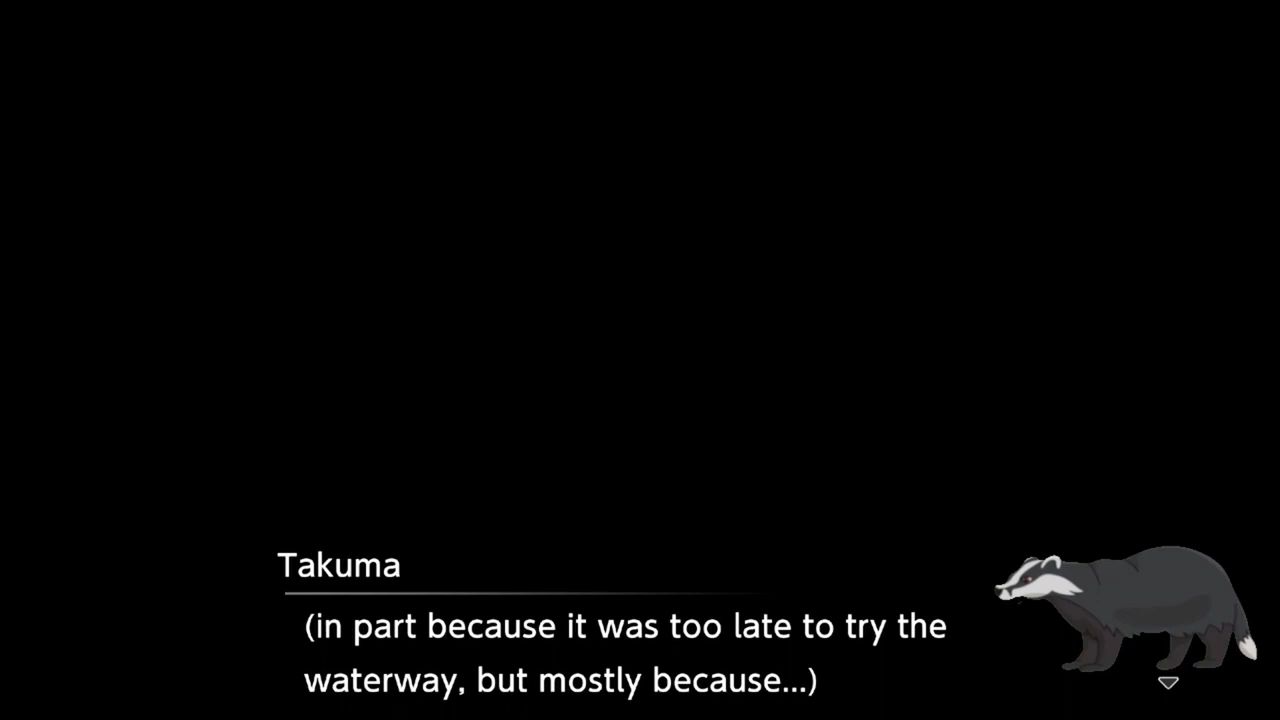 Takuma
(in part because it was too late to try the
waterway, but mostly because...)